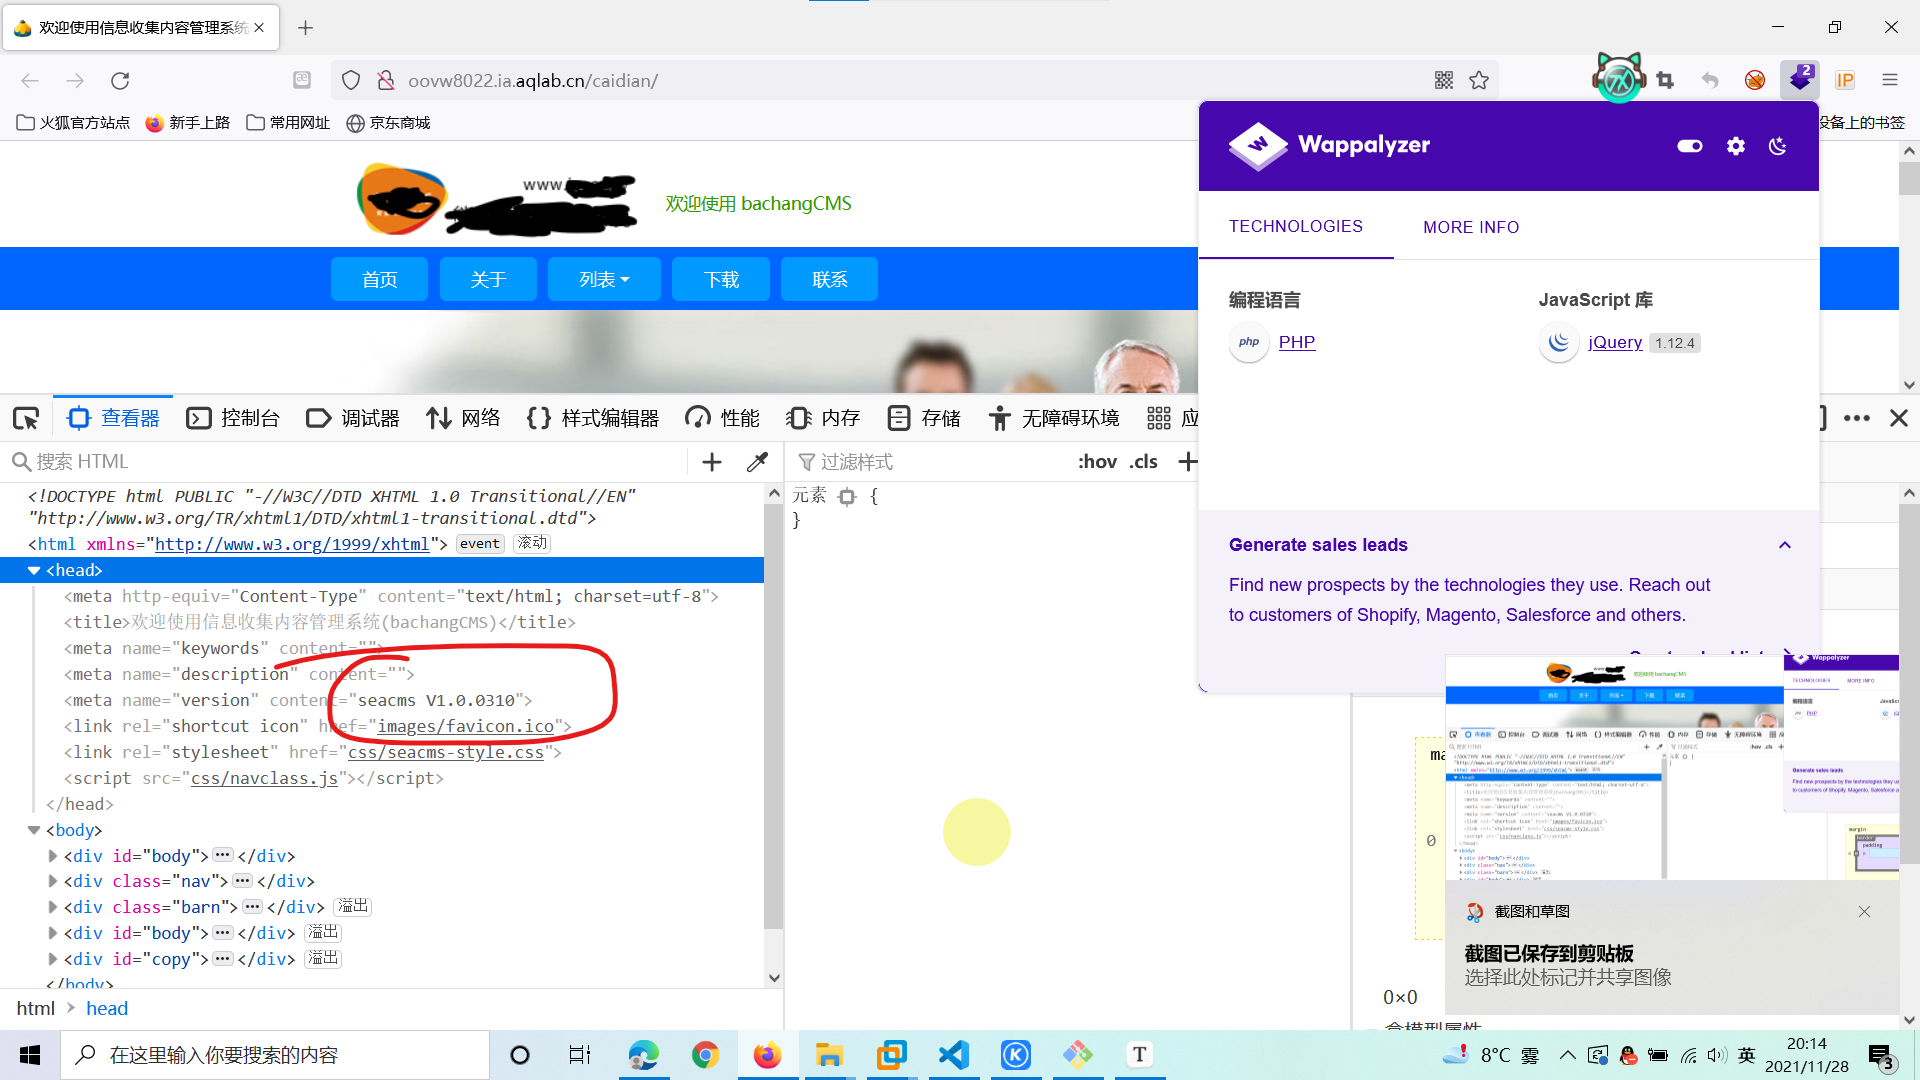 欢迎使用信息收集内容管理系统
oovw8022.ia.aqlab.cn/caidian/
2
IP
火狐官方站点
新手上路
常用网址
京东商城
设备上的书签
www.
欢迎使用 bachangCMS
首页
关于
列表
下载
联系
Wappalyzer
TECHNOLOGIES
MORE INFO
编程语言
JavaScript 库
php
PHP
jQuery
1.12.4
Generate sales leads
Find new prospects by the technologies they use. Reach out
to customers of Shopify, Magento, Salesforce and others.
查看器
控制台
调试器
网络
样式编辑器
性能
内存
存储
无障碍环境
应
搜索 HTML
过滤样式
:hov
.cls
元素 {
}
<!DOCTYPE html PUBLIC "-//W3C//DTD XHTML 1.0 Transitional//EN"
"http://www.w3.org/TR/xhtml1/DTD/xhtml1-transitional.dtd">
<html xmlns="http://www.w3.org/1999/xhtml"> event 滚动
<head>
<meta http-equiv="Content-Type" content="text/html; charset=utf-8">
<title>欢迎使用信息收集内容管理系统(bachangCMS)</title>
<meta name="keywords" content="">
<meta name="description" content="">
<meta name="version" content="seacms V1.0.0310">
<link rel="shortcut icon" href="images/favicon.ico">
<link rel="stylesheet" href="css/seacms-style.css">
<script src="css/navclass.js"></script>
</head>
<body>
<div id="body"> ••• </div>
<div class="nav"> ••• </div>
<div class="barn"> ••• </div> 溢出
<div id="body"> ••• </div> 溢出
<div id="copy"> ••• </div> 溢出
</body>
html > head
0
0×0
盒模型属性
截图和草图
截图已保存到剪贴板
选择此处标记并共享图像
在这里输入你要搜索的内容
8°C 雾
英
20:14
2021/11/28
3